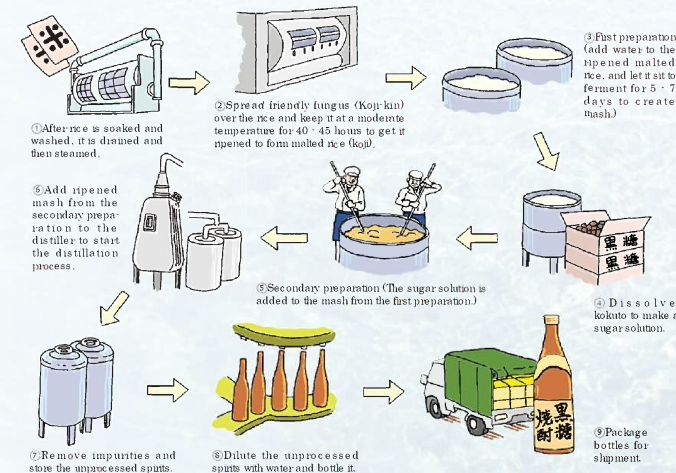 米
①After rice is soaked and
washed, it is drained and
then steamed.
②Spread friendly fungus (Koji-kin)
over the rice and keep it at a moderate
temperature for 40 - 45 hours to get it
ripened to form malted rice (koji).
③First preparation
(add water to the
ripened malted
rice, and let it sit to
ferment for 5 - 7
days to create
mash.)
黒糖
黒糖
④Dissolve
kokuto to make a
sugar solution.
⑤Secondary preparation (The sugar solution is
added to the mash from the first preparation.)
⑥Add ripened
mash from the
secondary prepa-
ration to the
distiller to start
the distillation
process.
⑦Remove impurities and
store the unprocessed spirits.
⑧Dilute the unprocessed
spirits with water and bottle it.
黒糖
焼酎
⑨Package
bottles for
shipment.